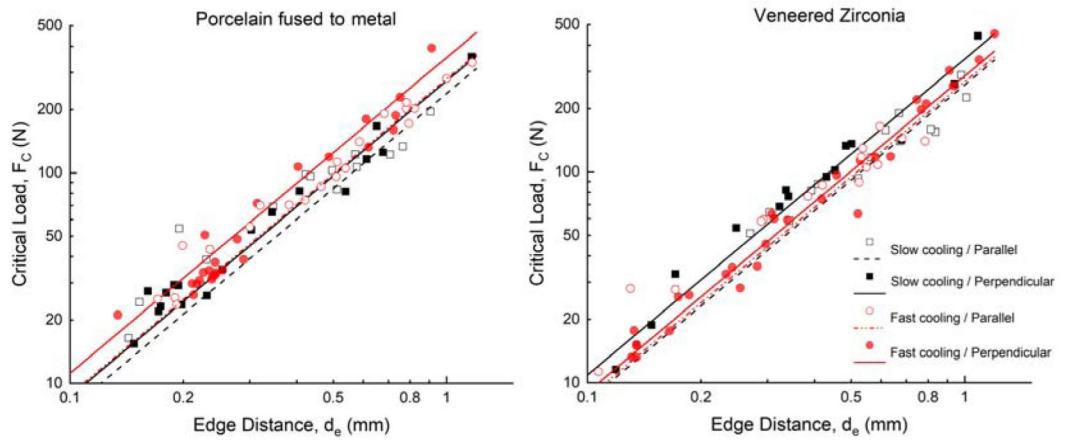 Porcelain fused to metal
500
200
100
50
20
10
Critical Load, F_C (N)
0.1
0.2
0.5
0.8
1
Edge Distance, d_e (mm)
Veneered Zirconia
500
200
100
50
20
10
Critical Load, F_C (N)
0.1
0.2
0.5
0.8
1
Edge Distance, d_e (mm)
Slow cooling / Parallel
Slow cooling / Perpendicular
Fast cooling / Parallel
Fast cooling / Perpendicular